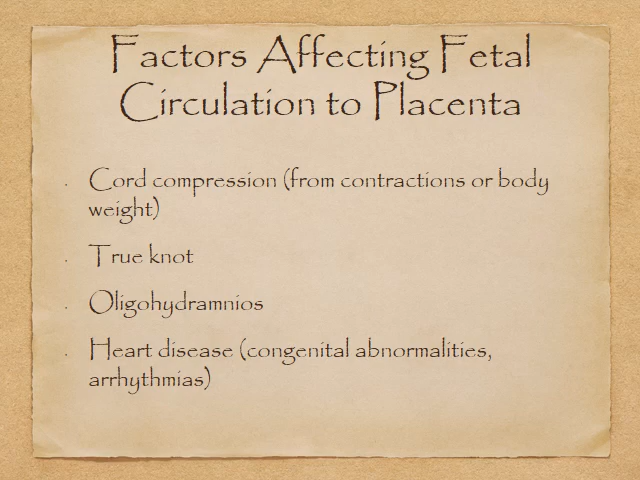 Factors Affecting Fetal
Circulation to Placenta
· Cord compression (from contractions or body
weight)
· True knot
· Oligohydramnios
· Heart disease (congenital abnormalities,
arrhythmias)